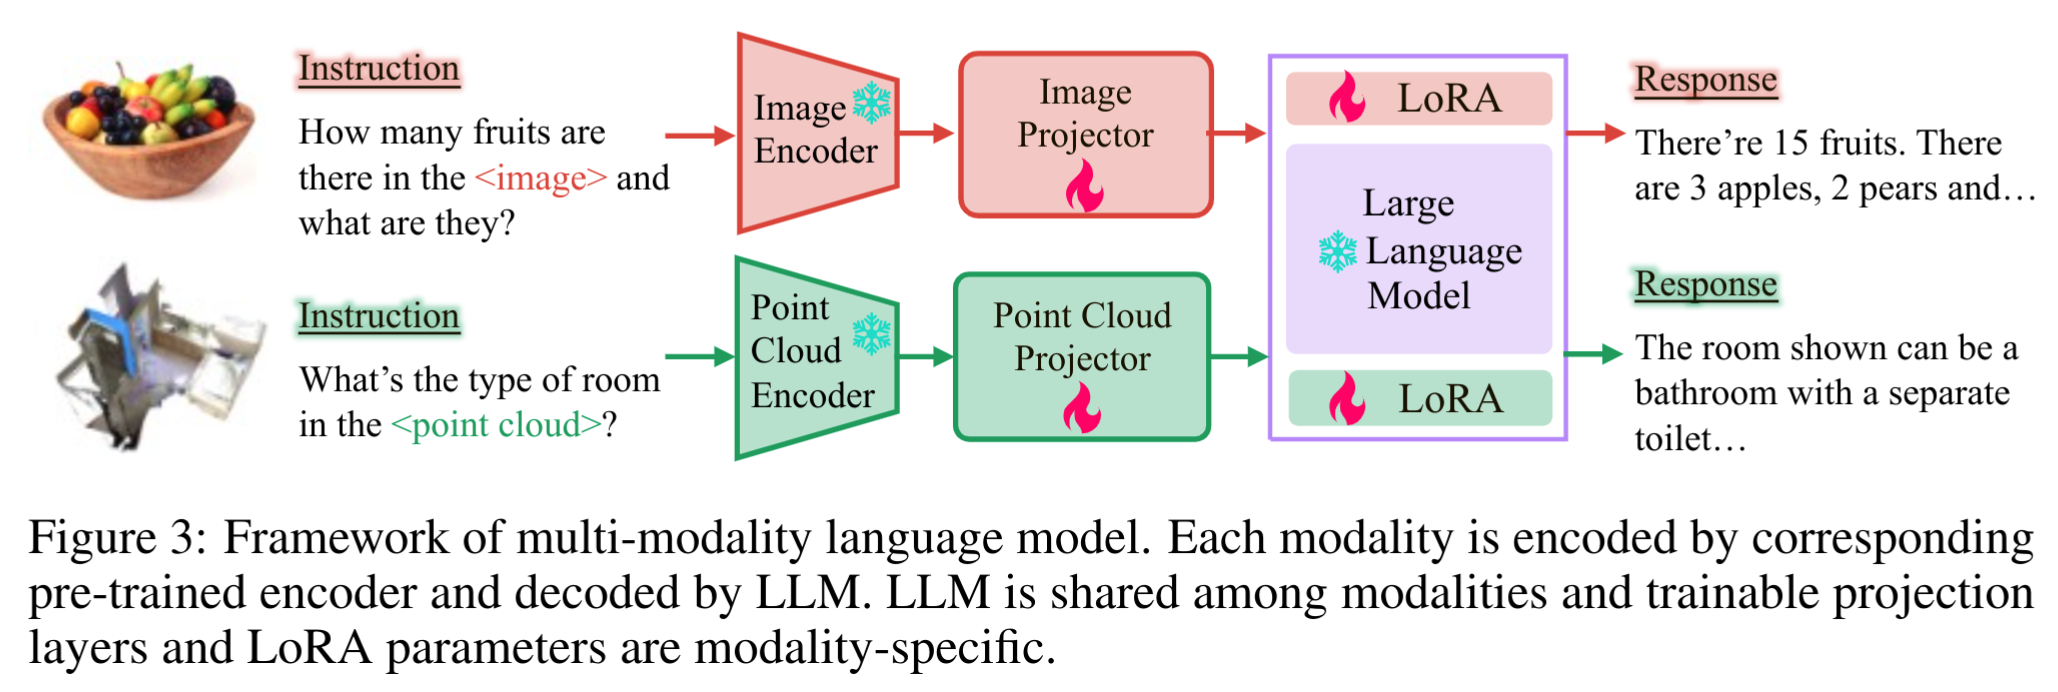 Instruction
How many fruits are
there in the <image> and
what are they?
Image
Encoder
Image
Projector
LoRA
Large
Language
Model
LoRA
Response
There’re 15 fruits. There
are 3 apples, 2 pears and…
Instruction
What’s the type of room
in the <point cloud>?
Point
Cloud
Encoder
Point Cloud
Projector
Response
The room shown can be a
bathroom with a separate
toilet…
Figure 3: Framework of multi-modality language model. Each modality is encoded by corresponding
pre-trained encoder and decoded by LLM. LLM is shared among modalities and trainable projection
layers and LoRA parameters are modality-specific.